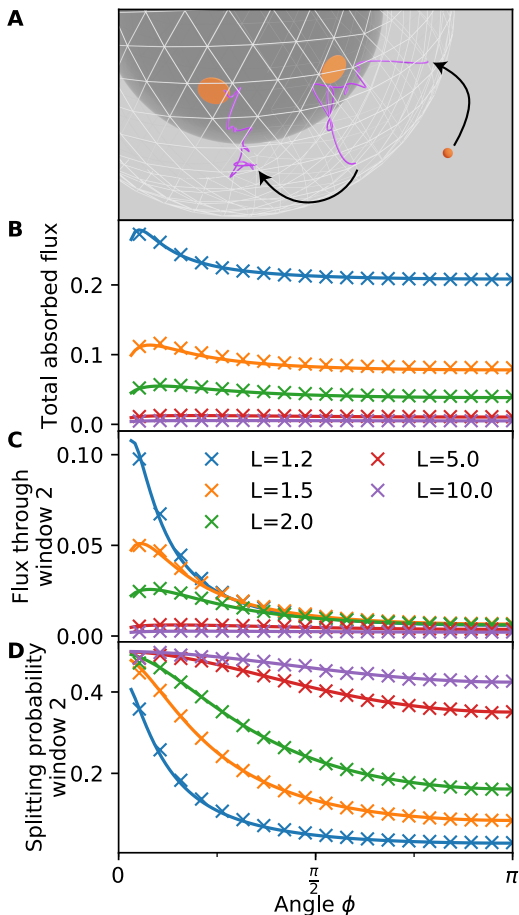 A
B
Total absorbed flux
0.2
0.1
0.0
C
Flux through
window 2
0.10
0.05
0.00
L=1.2
L=1.5
L=2.0
L=5.0
L=10.0
D
Splitting probability
window 2
0.4
0.2
0
π/2
π
Angle ϕ